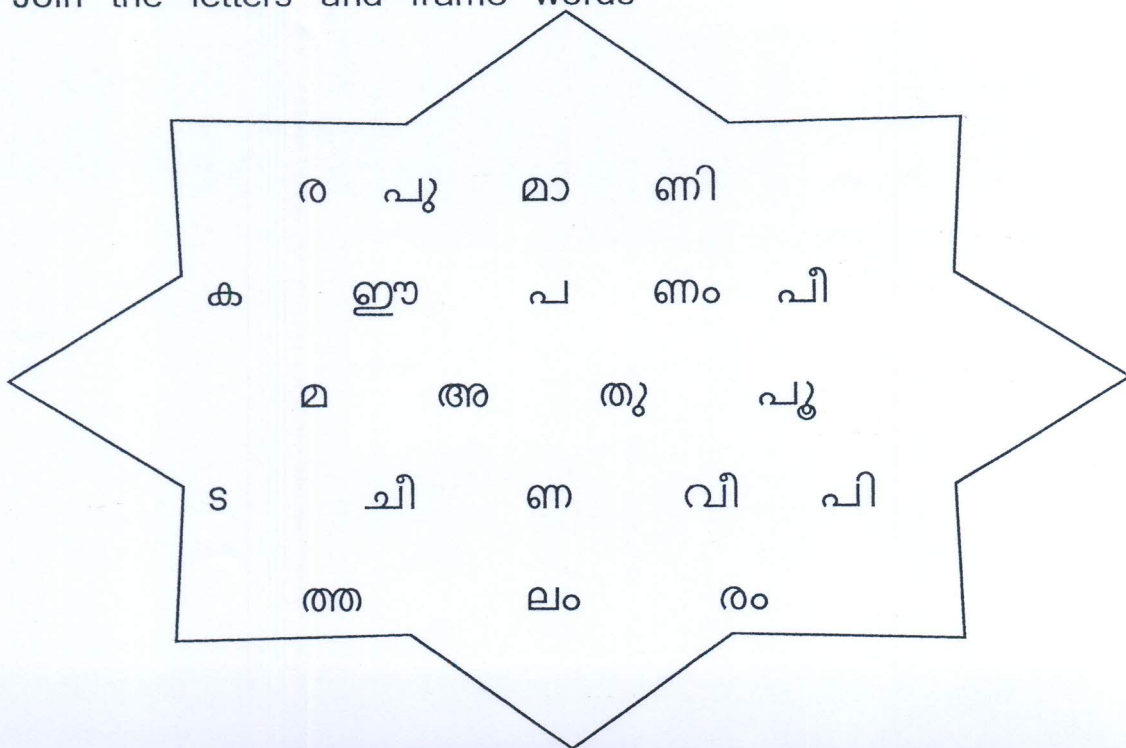 Join the letters and frame words
ര പു മാ ണി
ക ഈ പ ണം പീ
മ അ തു പൂ
ട ചീ ണ വീ പി
ത്ത ലം രം